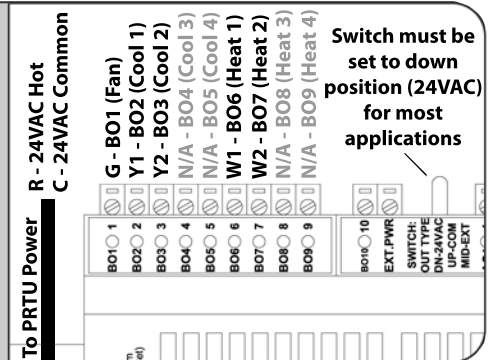 To PRTU Power
R - 24VAC Hot
C - 24VAC Common
G - BO1 (Fan)
Y1 - BO2 (Cool 1)
Y2 - BO3 (Cool 2)
N/A - BO4 (Cool 3)
N/A - BO5 (Cool 4)
W1 - BO6 (Heat 1)
W2 - BO7 (Heat 2)
N/A - BO8 (Heat 3)
N/A - BO9 (Heat 4)
Switch must be
set to down
position (24VAC)
for most
applications
BO1 1
BO2 2
BO3 3
BO4 4
BO5 5
BO6 6
BO7 7
BO8 8
BO9 9
BO10 10
EXT.PWR
SWITCH:
OUT TYPE
DN-24VAC
UP-COM
MID-EXT